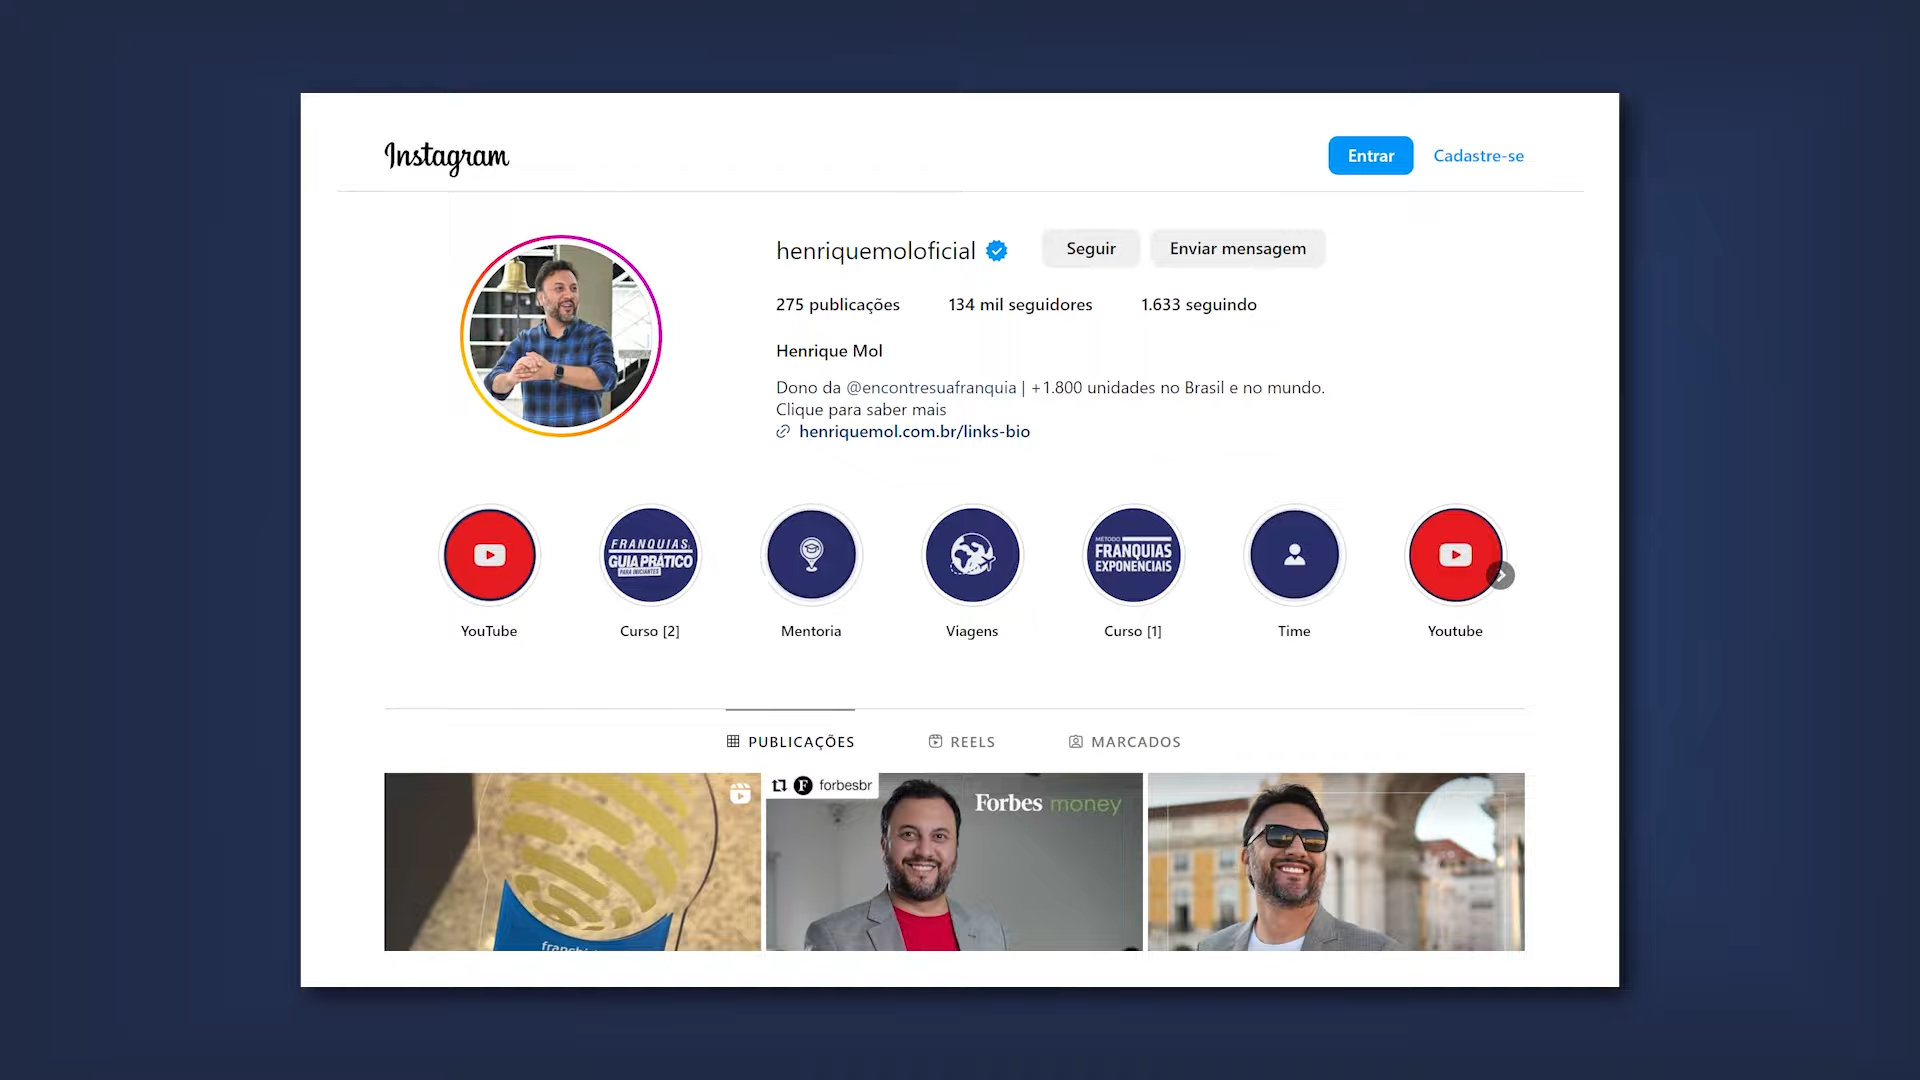 Instagram
Entrar
Cadastre-se
henriquemoloficial
Seguir
Enviar mensagem
275 publicações
134 mil seguidores
1.633 seguindo
Henrique Mol
Dono da @encontresuafranquia | +1.800 unidades no Brasil e no mundo.
Clique para saber mais
henriquemol.com.br/links-bio
FRANQUIAS:
GUIA PRÁTICO
PARA INICIANTES
MÉTODO
FRANQUIAS
EXPONENCIAIS
YouTube
Curso [2]
Mentoria
Viagens
Curso [1]
Time
Youtube
PUBLICAÇÕES
REELS
MARCADOS
F forbesbr
Forbes money